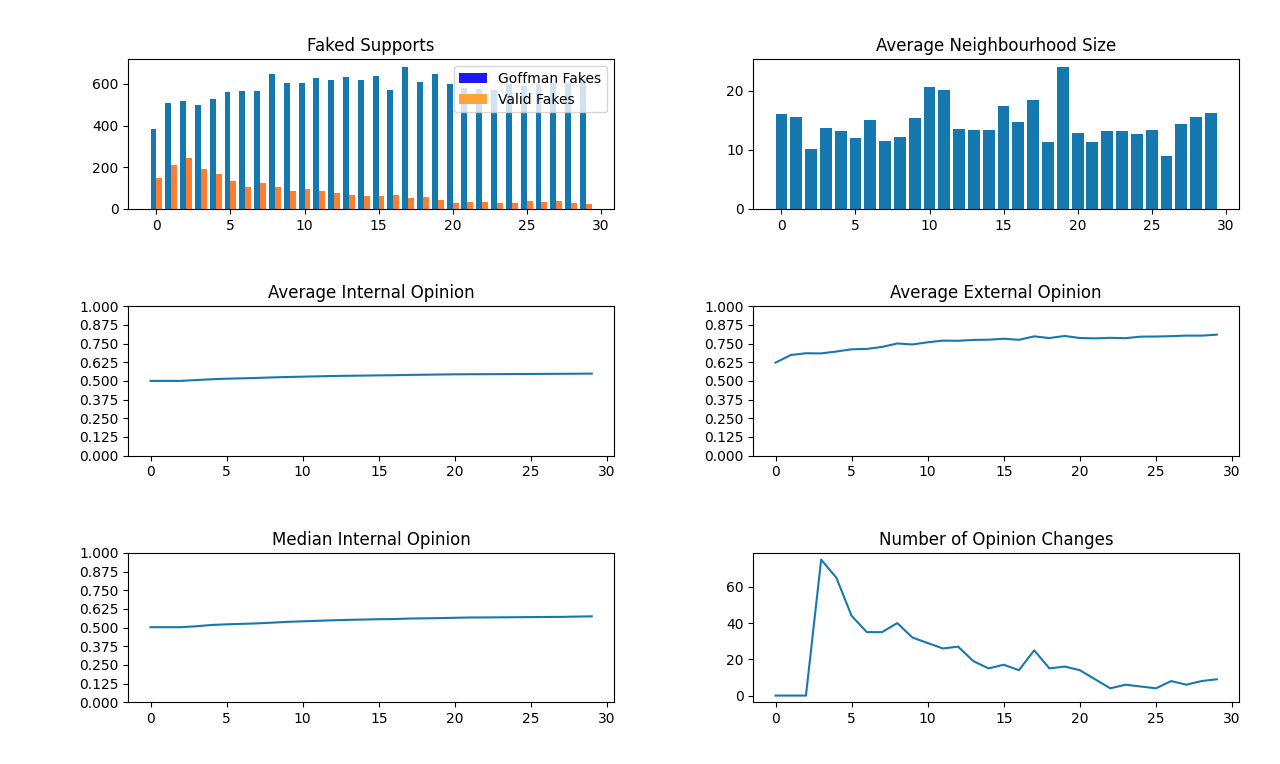 Faked Supports
Goffman Fakes
Valid Fakes
600
400
200
0
0 5 10 15 20 25 30
Average Neighbourhood Size
20
10
0
0 5 10 15 20 25 30
Average Internal Opinion
1.000
0.875
0.750
0.625
0.500
0.375
0.250
0.125
0.000
0 5 10 15 20 25 30
Average External Opinion
1.000
0.875
0.750
0.625
0.500
0.375
0.250
0.125
0.000
0 5 10 15 20 25 30
Median Internal Opinion
1.000
0.875
0.750
0.625
0.500
0.375
0.250
0.125
0.000
0 5 10 15 20 25 30
Number of Opinion Changes
60
40
20
0
0 5 10 15 20 25 30